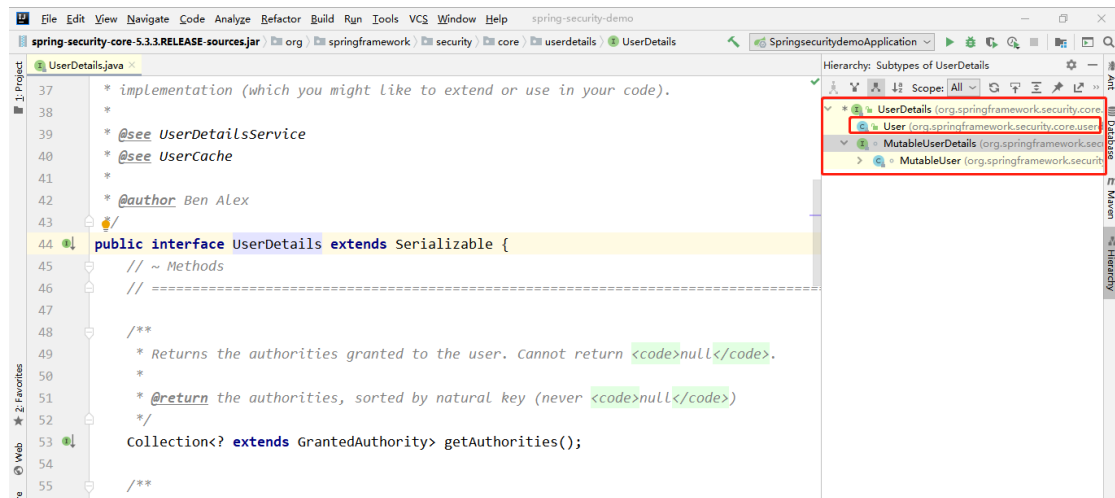 File Edit View Navigate Code Analyze Refactor Build Run Tools VCS Window Help spring-security-demo
spring-security-core-5.3.3.RELEASE-sources.jar org springframework security core userdetails UserDetails SpringsecuritydemoApplication
1: Project
UserDetails.java
Hierarchy: Subtypes of UserDetails
Scope: All
37 * implementation (which you might like to extend or use in your code).
38 *
39 * @see UserDetailsService
40 * @see UserCache
41 *
42 * @author Ben Alex
43 */
44 public interface UserDetails extends Serializable {
45 // ~ Methods
46 // ========================================================================================
47
48 /**
49 * Returns the authorities granted to the user. Cannot return <code>null</code>.
50 *
51 * @return the authorities, sorted by natural key (never <code>null</code>)
52 */
53 Collection<? extends GrantedAuthority> getAuthorities();
54
55 /**
* UserDetails (org.springframework.security.core.
User (org.springframework.security.core.userd
MutableUserDetails (org.springframework.sec
MutableUser (org.springframework.securit
2: Favorites
Web
Ant
Database
Maven
Hierarchy